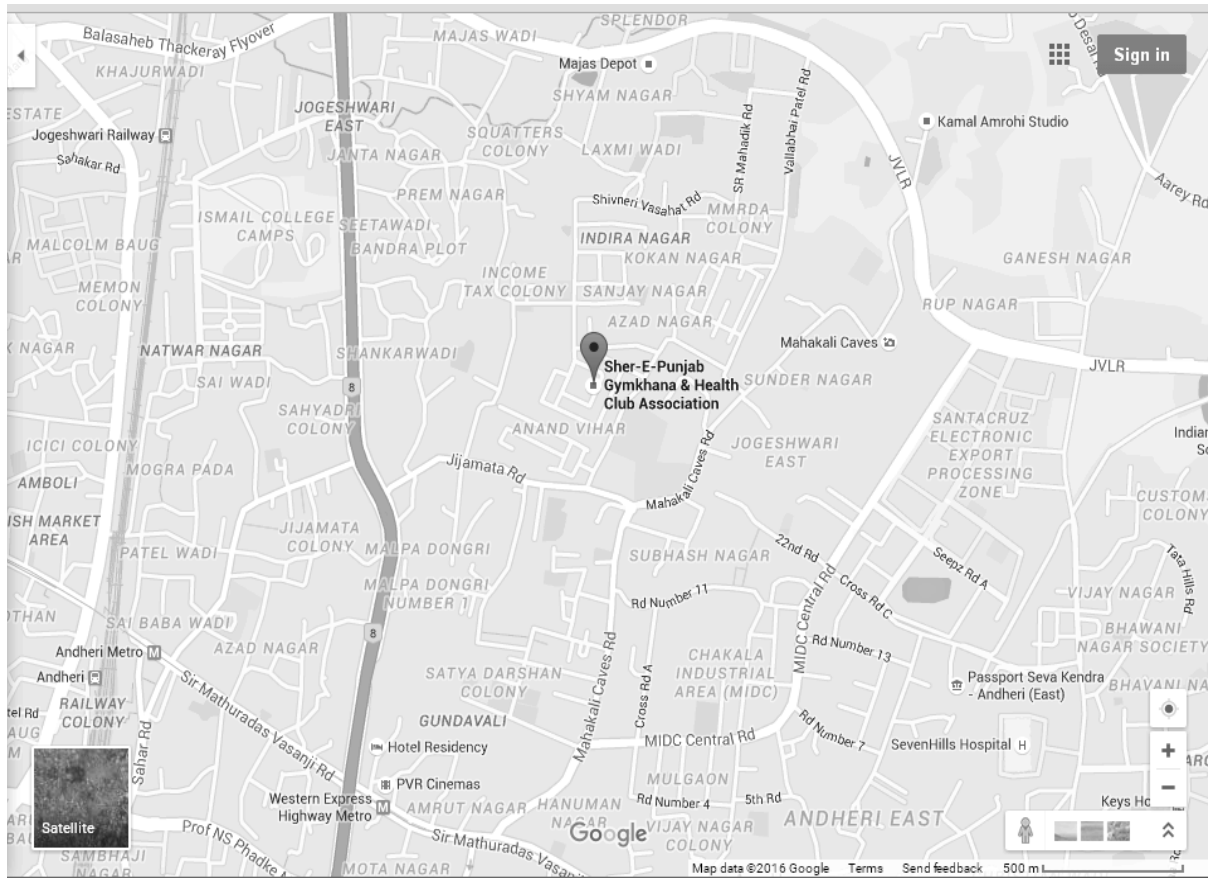 SPLENDOR
Balasaheb Thackeray Flyover
MAJAS WADI
Sign in
KHAJURWADI
Majas Depot
SHYAM NAGAR
ESTATE
JOGESHWARI
EAST
Jogeshwari Railway
SQUATTERS
COLONY
Kamal Amrohi Studio
SR Mahadik Rd
Vallabhai Patel Rd
JVLR
Sahakar Rd
JANTA NAGAR
LAXMI WADI
Aarey Rd
PREM NAGAR
Shivneri Vasahat Rd
ISMAIL COLLEGE
CAMPS
SEETAWADI
MMRDA
COLONY
MALCOLM BAUG
BANDRA PLOT
INDIRA NAGAR
KOKAN NAGAR
GANESH NAGAR
MEMON
COLONY
INCOME
TAX COLONY
SANJAY NAGAR
RUP NAGAR
AZAD NAGAR
NAGAR
NATWAR NAGAR
SHANKARWADI
Mahakali Caves
JVLR
Sher-E-Punjab
Gymkhana & Health
Club Association
SAI WADI
8
SUNDER NAGAR
SAHYADRI
COLONY
ANAND VIHAR
SANTACRUZ
ELECTRONIC
EXPORT
PROCESSING
ZONE
Indian
ICICI COLONY
JOGESHWARI
EAST
MOGRA PADA
Jijamata Rd
Mahakali Caves Rd
AMBOLI
Mahakali Caves Rd
CUSTOMS
COLONY
ISH MARKET
AREA
JIJAMATA
COLONY
PATEL WADI
MALPA DONGRI
SUBHASH NAGAR
22nd Rd
Cross Rd C
Seepz Rd A
Tata Hills Rd
MALPA DONGRI
NUMBER 1
Rd Number 11
MIDC Central Rd
VIJAY NAGAR
SAI BABA WADI
8
BHAWANI
NAGAR SOCIETY
AZAD NAGAR
Rd Number 13
Andheri Metro
Andheri
SATYA DARSHAN
COLONY
Mahakali Caves Rd
Cross Rd A
CHAKALA
INDUSTRIAL
AREA (MIDC)
Passport Seva Kendra
- Andheri (East)
BHAVANI NA
RAILWAY
COLONY
Sir Mathuradas Vasanji Rd
GUNDAVALI
Sahar Rd
Hotel Residency
MIDC Central Rd
Rd Number 7
SevenHills Hospital
PVR Cinemas
MULGAON
Western Express
Highway Metro
AMRUT NAGAR
HANUMAN
NAGAR
Rd Number 4
5th Rd
ANDHERI EAST
Satellite
Google
VIJAY NAGAR
COLONY
Prof NS Phadke
Sir Mathuradas Vasan
SAMBHAJI
NAGAR
MOTA NAGAR
Map data ©2016 Google
Terms
Send feedback
500 m